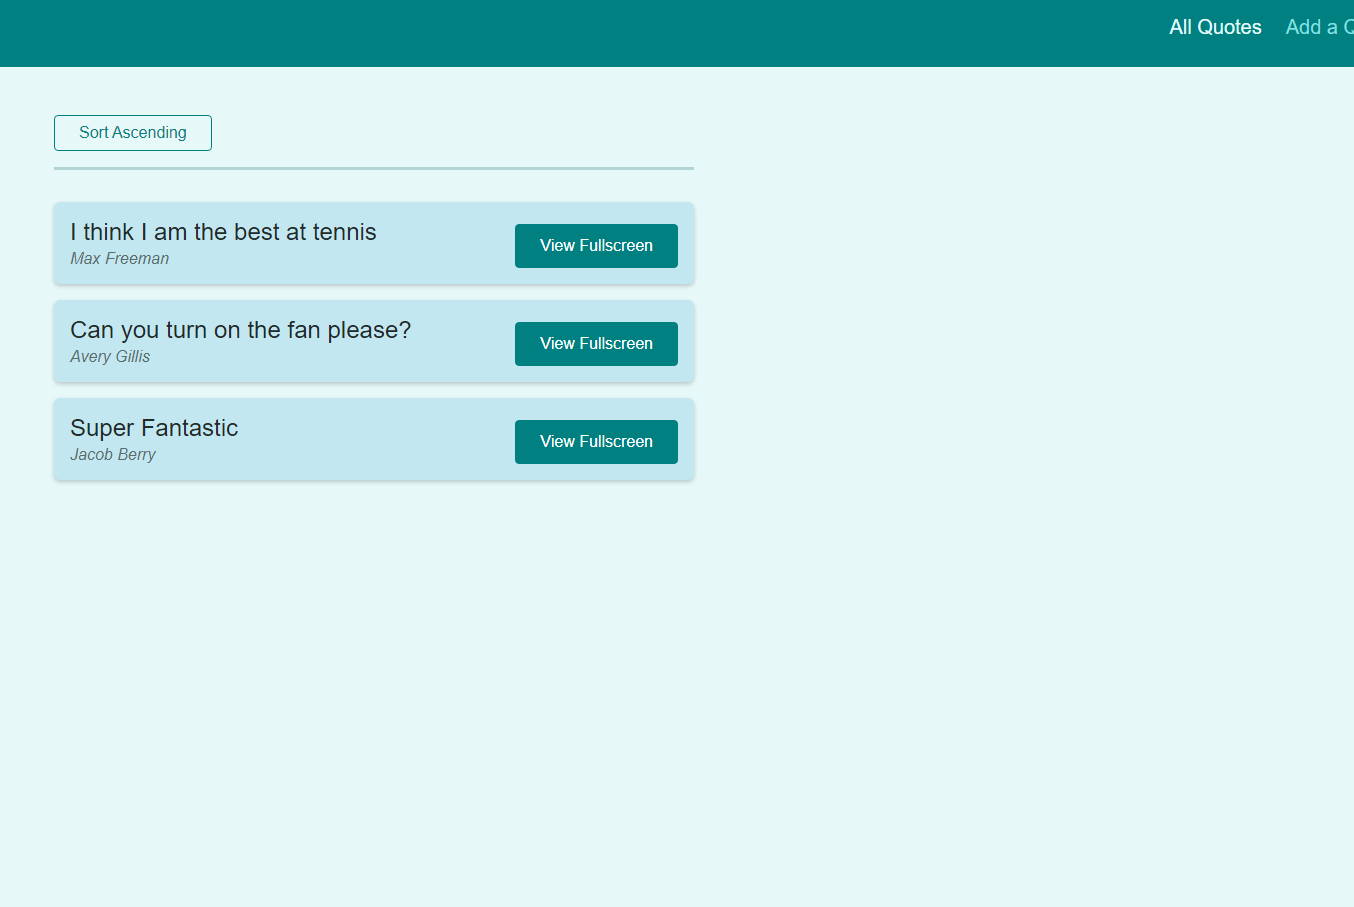 All Quotes Add a
Sort Ascending
I think I am the best at tennis
Max Freeman
View Fullscreen
Can you turn on the fan please?
Avery Gillis
View Fullscreen
Super Fantastic
Jacob Berry
View Fullscreen